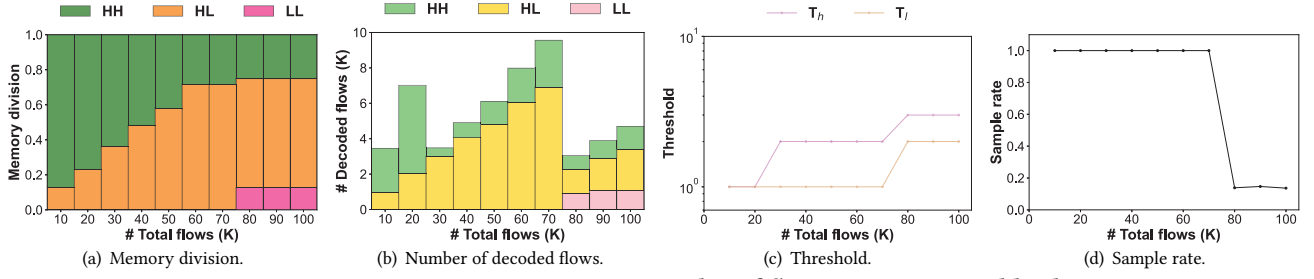 HH HL LL
Memory division
1.0
0.8
0.6
0.4
0.2
0.0
10 20 30 40 50 60 70 80 90 100
# Total flows (K)
(a) Memory division.
HH HL LL
# Decoded flows (K)
10
8
6
4
2
0
10 20 30 40 50 60 70 80 90 100
# Total flows (K)
(b) Number of decoded flows.
T_h T_l
Threshold
10^1
10^0
0 20 40 60 80 100
# Total flows (K)
(c) Threshold.
Sample rate
1.0
0.8
0.6
0.4
0.2
0.0
0 20 40 60 80 100
# Total flows (K)
(d) Sample rate.